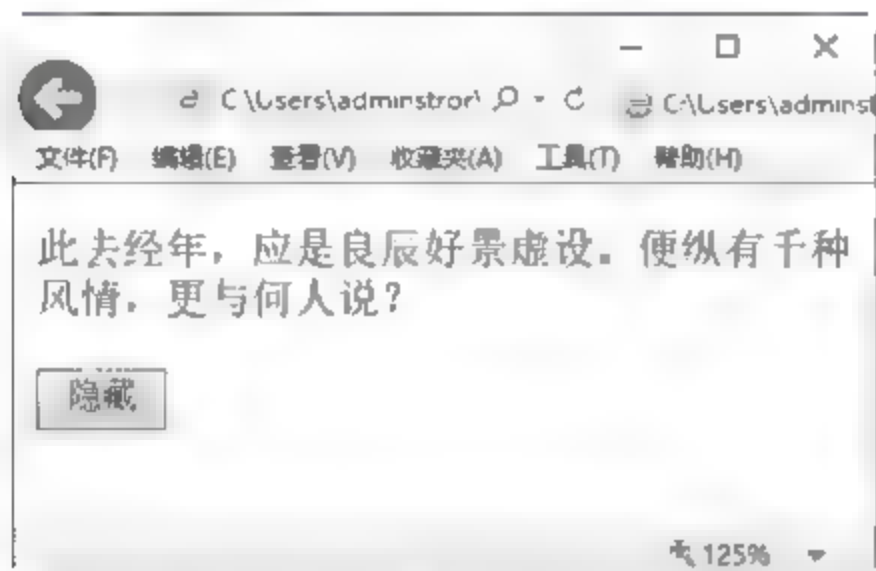 C:\Users\adminstror\ C:\Users\adminst
文件(F) 编辑(E) 查看(V) 收藏夹(A) 工具(T) 帮助(H)
此去经年，应是良辰好景虚设。便纵有千种
风情，更与何人说？
隐藏
125%